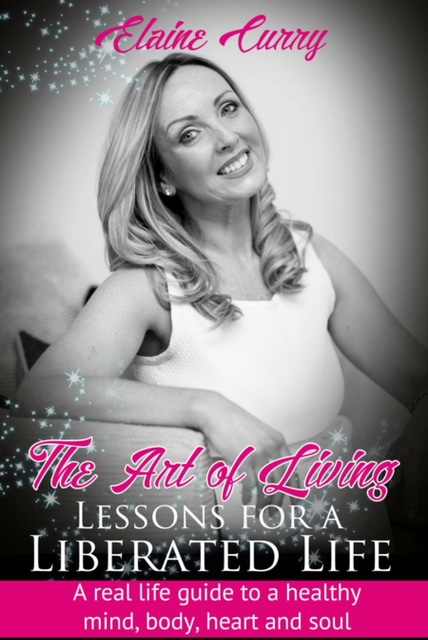 Elaine Curry
The Art of Living
LESSONS FOR A
LIBERATED LIFE
A real life guide to a healthy
mind, body, heart and soul